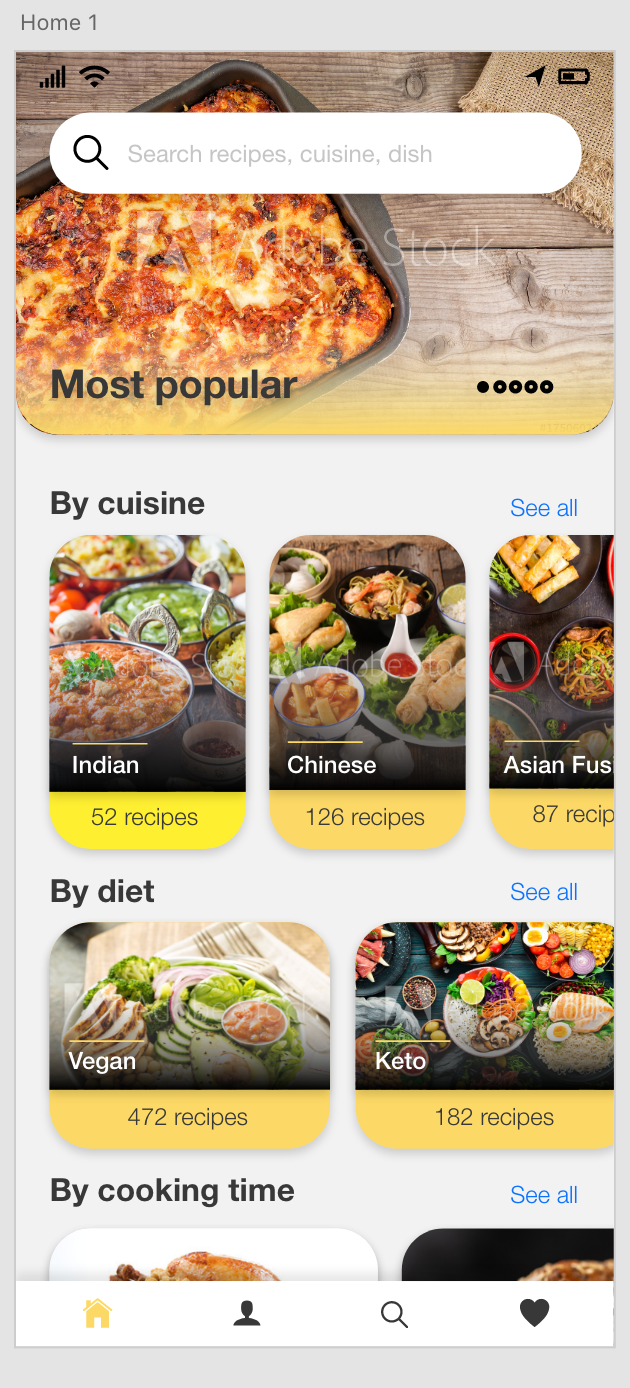 Home 1
Search recipes, cuisine, dish
Adobe Stock
Most popular
By cuisine
See all
Adobe Stock
Indian
Chinese
Asian Fus
52 recipes
126 recipes
87 recip
By diet
See all
Vegan
Keto
472 recipes
182 recipes
By cooking time
See all